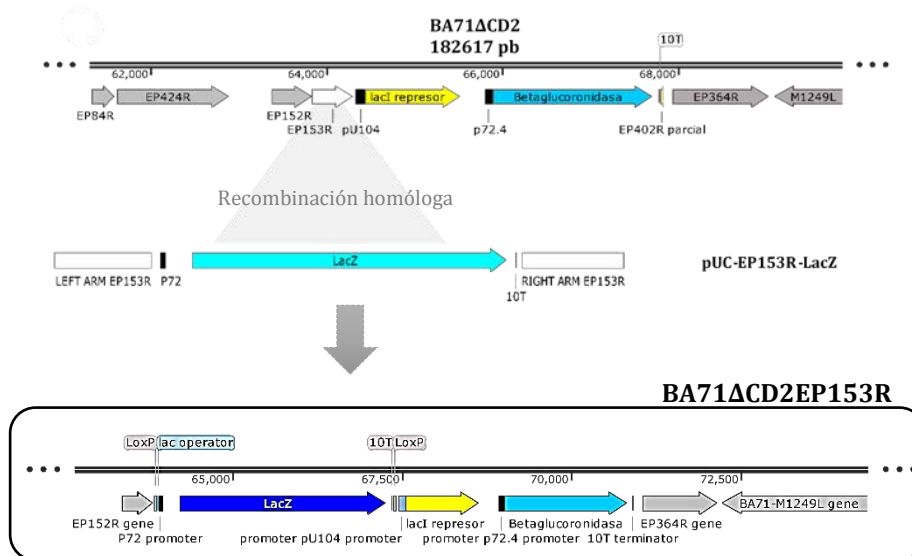 BA71ΔCD2
182617 pb
10T
62,000 64,000 66,000 68,000
EP424R lacI represor Betaglucoronidasa EP364R M1249L
EP84R EP152R EP153R pU104 p72.4 EP402R parcial
Recombinación homóloga
LacZ
LEFT ARM EP153R P72 10T RIGHT ARM EP153R
pUC-EP153R-LacZ
BA71ΔCD2EP153R
LoxP lac operator 10T LoxP
65,000 67,500 70,000 72,500
LacZ lacI represor Betaglucoronidasa BA71-M1249L gene
EP152R gene EP364R gene
P72 promoter promoter pU104 promoter promoter p72.4 promoter 10T terminator